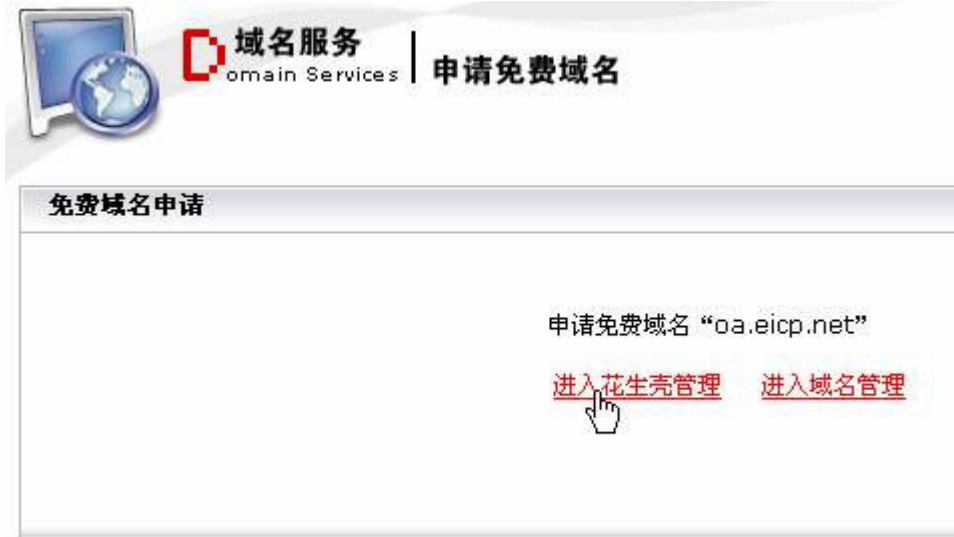 域名服务
Domain Services
申请免费域名
免费域名申请
申请免费域名 “oa.eicp.net”
进入花生壳管理 进入域名管理